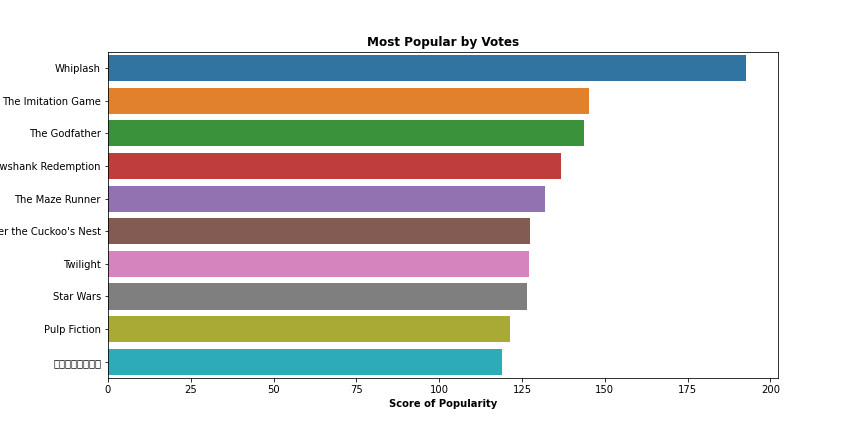 Most Popular by Votes
Whiplash
The Imitation Game
The Godfather
wshank Redemption
The Maze Runner
er the Cuckoo's Nest
Twilight
Star Wars
Pulp Fiction
0 25 50 75 100 125 150 175 200
Score of Popularity